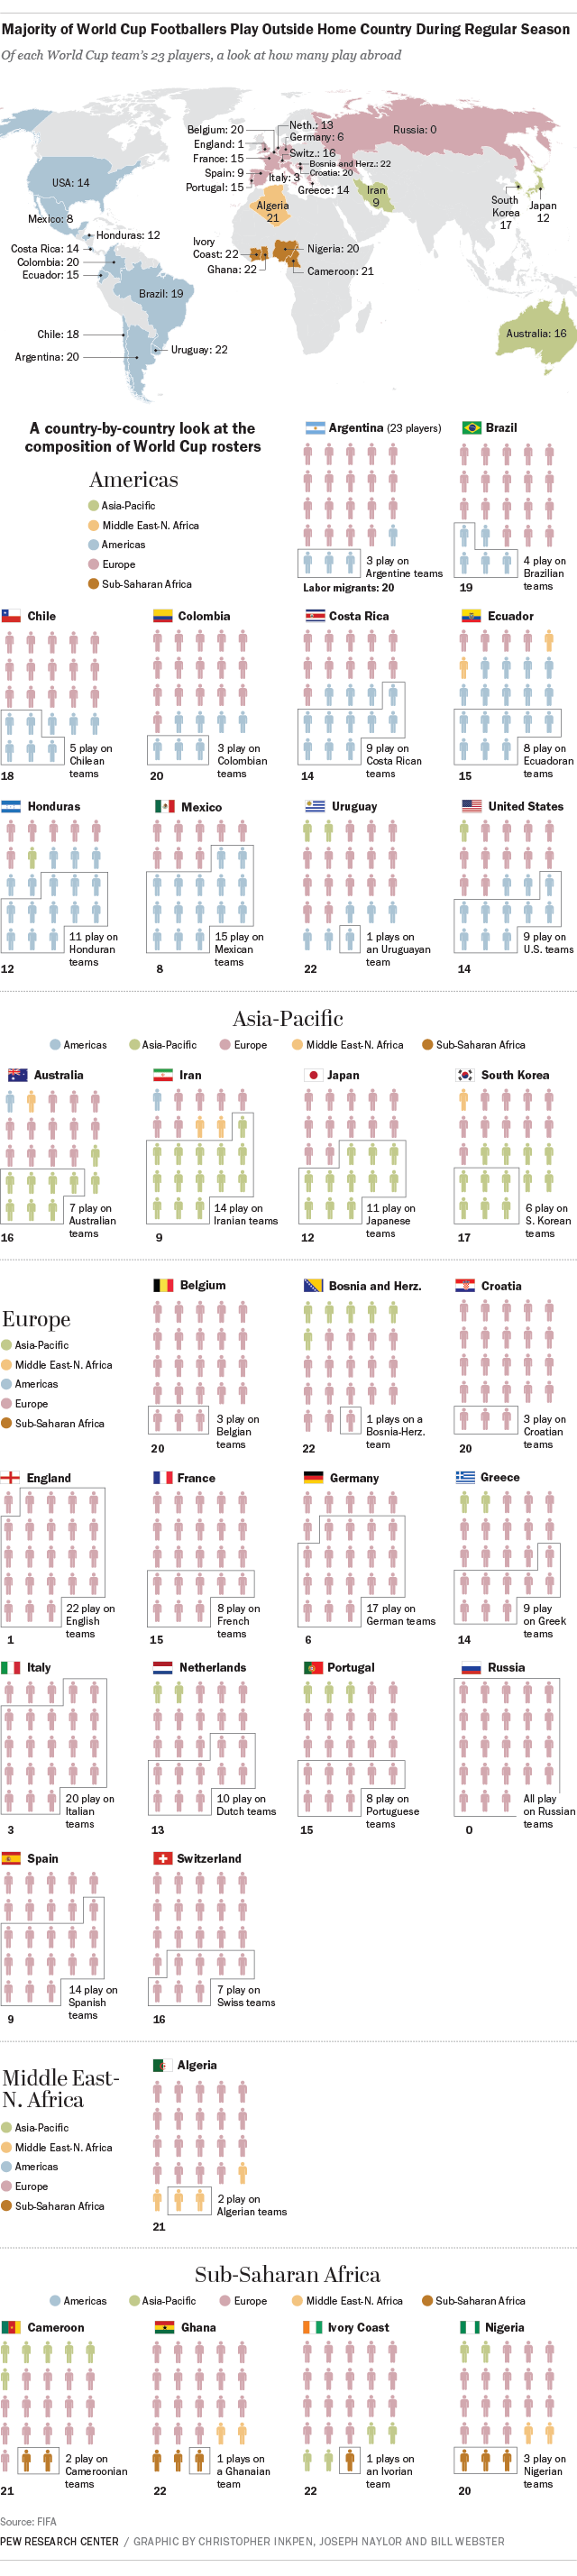 Majority of World Cup Footballers Play Outside Home Country During Regular Season
Of each World Cup team's 23 players, a look at how many play abroad
Belgium: 20
England: 1
France: 15
Spain: 9
Portugal: 15
Neth.: 13
Germany: 6
Switz.: 16
Bosnia and Herz.: 22
Croatia: 20
Italy: 3
Greece: 14
Russia: 0
USA: 14
Mexico: 8
Honduras: 12
Costa Rica: 14
Colombia: 20
Ecuador: 15
Brazil: 19
Chile: 18
Argentina: 20
Uruguay: 22
Algeria
21
Iran
9
South
Korea
17
Japan
12
Ivory
Coast: 22
Ghana: 22
Nigeria: 20
Cameroon: 21
Australia: 16
A country-by-country look at the
composition of World Cup rosters
Americas
Asia-Pacific
Middle East-N. Africa
Americas
Europe
Sub-Saharan Africa
Argentina (23 players)
3 play on
Argentine teams
Labor migrants: 20
Brazil
4 play on
Brazilian
teams
19
Chile
5 play on
Chilean
teams
18
Colombia
3 play on
Colombian
teams
20
Costa Rica
9 play on
Costa Rican
teams
14
Ecuador
8 play on
Ecuadoran
teams
15
Honduras
11 play on
Honduran
teams
12
Mexico
15 play on
Mexican
teams
8
Uruguay
1 plays on
an Uruguayan
team
22
United States
9 play on
U.S. teams
14
Asia-Pacific
Americas
Asia-Pacific
Europe
Middle East-N. Africa
Sub-Saharan Africa
Australia
7 play on
Australian
teams
16
Iran
14 play on
Iranian teams
9
Japan
11 play on
Japanese
teams
12
South Korea
6 play on
S. Korean
teams
17
Europe
Asia-Pacific
Middle East-N. Africa
Americas
Europe
Sub-Saharan Africa
Belgium
3 play on
Belgian
teams
20
Bosnia and Herz.
1 plays on a
Bosnia-Herz.
team
22
Croatia
3 play on
Croatian
teams
20
England
22 play on
English
teams
1
France
8 play on
French
teams
15
Germany
17 play on
German teams
6
Greece
9 play
on Greek
teams
14
Italy
20 play on
Italian
teams
3
Netherlands
10 play on
Dutch teams
13
Portugal
8 play on
Portuguese
teams
15
Russia
All play
on Russian
teams
0
Spain
14 play on
Spanish
teams
9
Switzerland
7 play on
Swiss teams
16
Middle East-
N. Africa
Asia-Pacific
Middle East-N. Africa
Americas
Europe
Sub-Saharan Africa
Algeria
2 play on
Algerian teams
21
Sub-Saharan Africa
Americas
Asia-Pacific
Europe
Middle East-N. Africa
Sub-Saharan Africa
Cameroon
2 play on
Cameroonian
teams
21
Ghana
1 plays on
a Ghanaian
team
22
Ivory Coast
1 plays on
an Ivorian
team
22
Nigeria
3 play on
Nigerian
teams
20
Source: FIFA
PEW RESEARCH CENTER / GRAPHIC BY CHRISTOPHER INKPEN, JOSEPH NAYLOR AND BILL WEBSTER